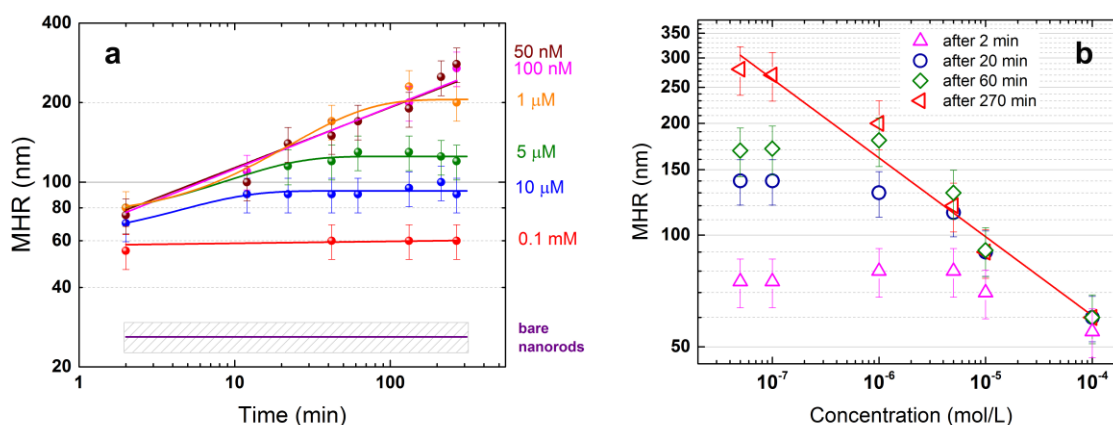 a
MHR (nm)
400
200
100
80
60
40
20
1
10
100
Time (min)
50 nM
100 nM
1 μM
5 μM
10 μM
0.1 mM
bare
nanorods
b
after 2 min
after 20 min
after 60 min
after 270 min
MHR (nm)
350
300
250
200
150
100
50
10⁻⁷
10⁻⁶
10⁻⁵
10⁻⁴
Concentration (mol/L)